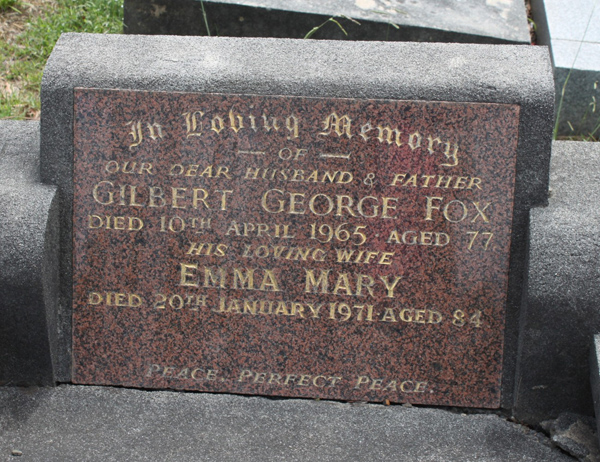 In Loving Memory
— OF —
OUR DEAR HUSBAND & FATHER
GILBERT GEORGE FOX
DIED 10TH APRIL 1965 AGED 77
HIS LOVING WIFE
EMMA MARY
DIED 20TH JANUARY 1971·AGED 84
PEACE. PERFECT PEACE.